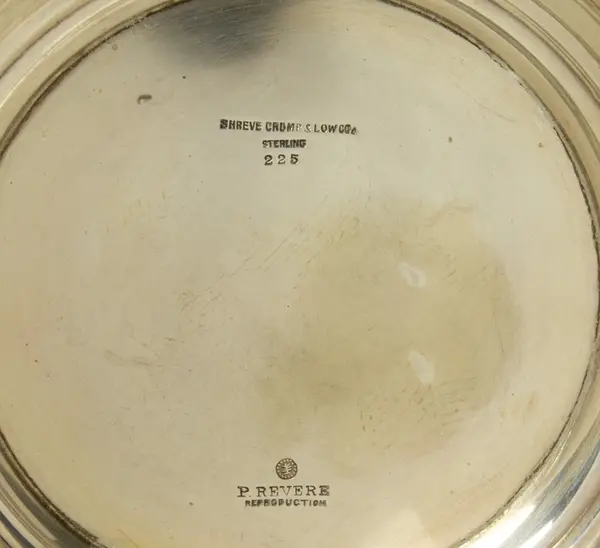 SHREVE CRUMP & LOW CO.
STERLING
225
P. REVERE
REPRODUCTION